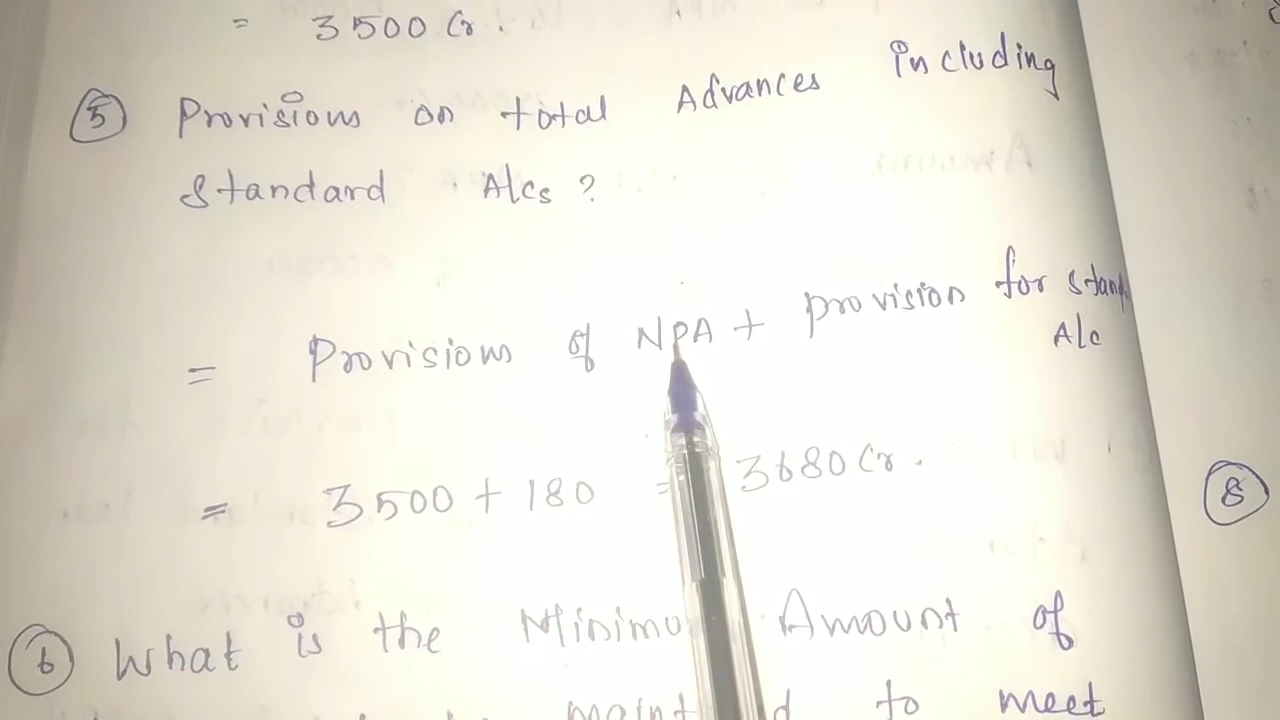 = 3500 Cr.
5 Provisions on total Advances including
Standard A/cs ?
= Provisions of NPA + provision for stand.
A/c
= 3500 + 180 = 3680 Cr.
8
6 What is the Amount of
to meet